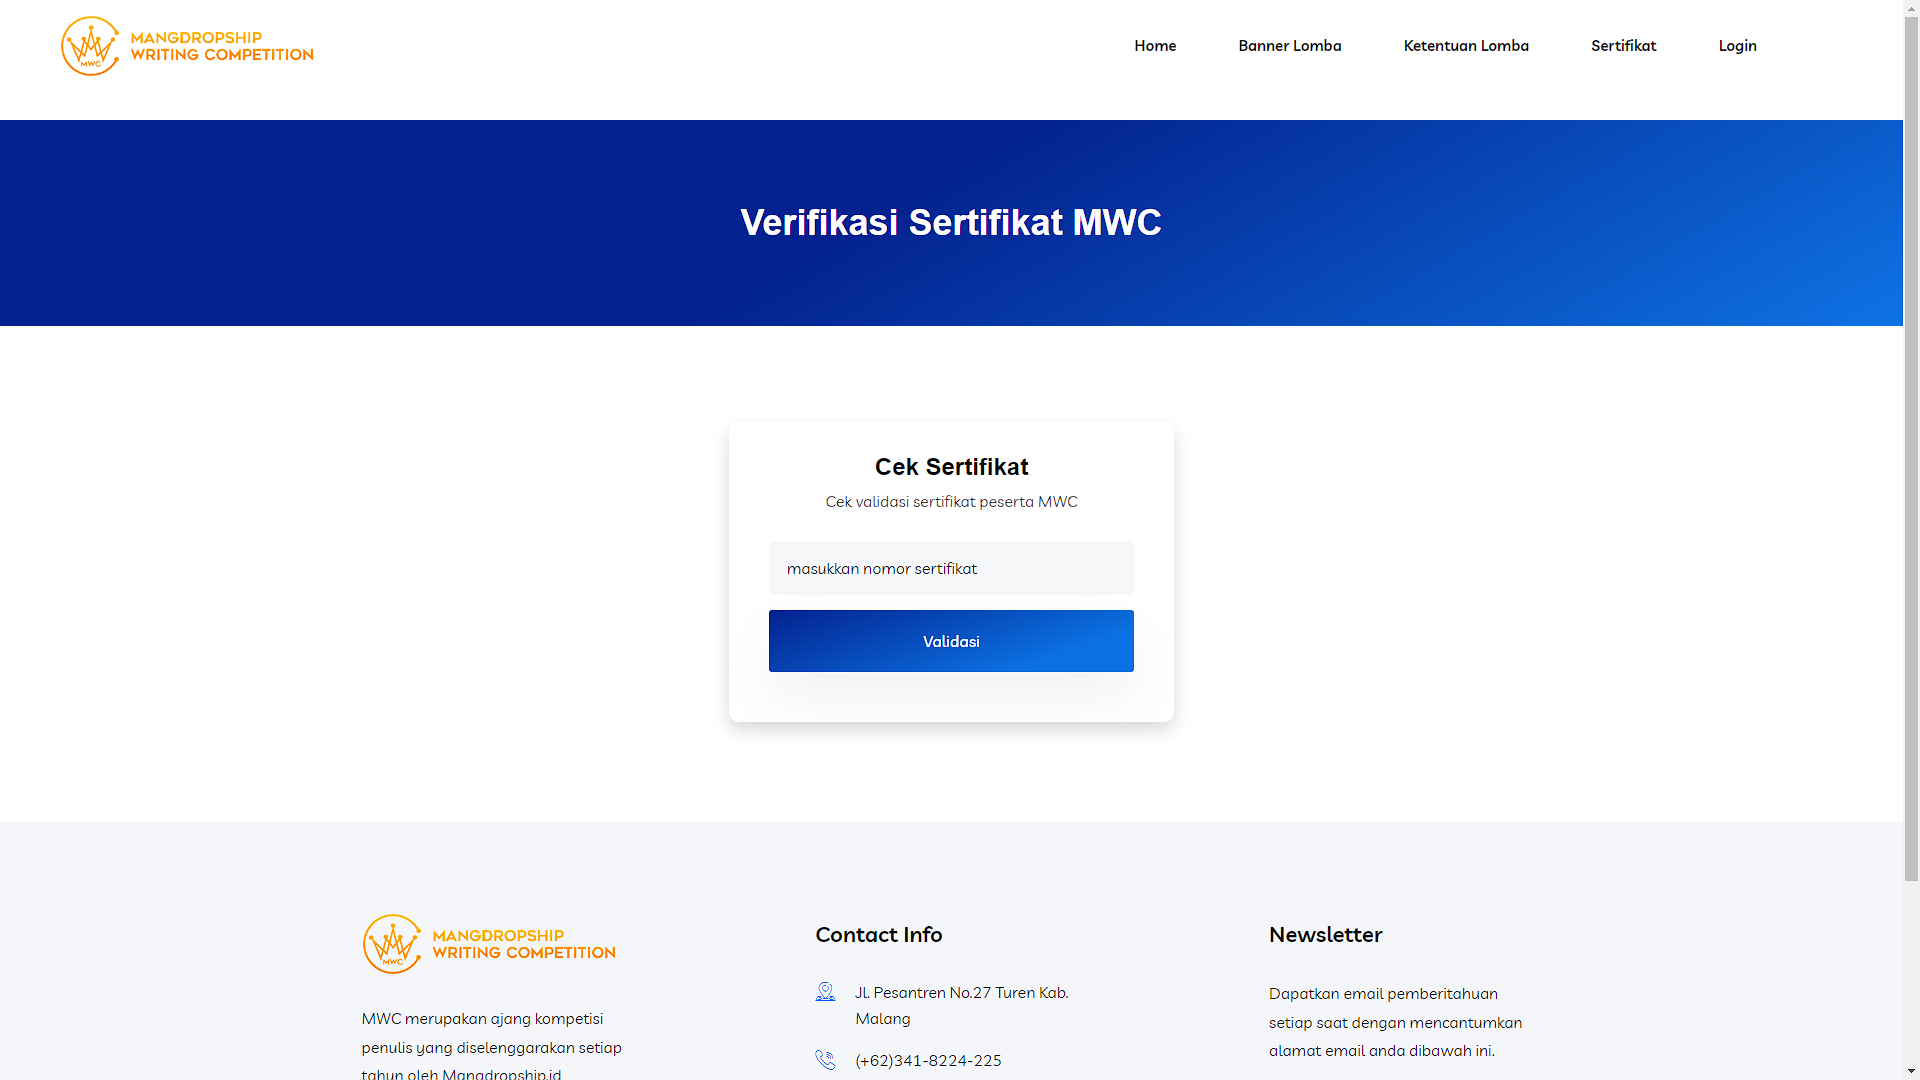 MWC
MANGDROPSHIP
WRITING COMPETITION
Home
Banner Lomba
Ketentuan Lomba
Sertifikat
Login
Verifikasi Sertifikat MWC
Cek Sertifikat
Cek validasi sertifikat peserta MWC
masukkan nomor sertifikat
Validasi
MWC
MANGDROPSHIP
WRITING COMPETITION
MWC merupakan ajang kompetisi
penulis yang diselenggarakan setiap
tahun oleh Mangdropship.id
Contact Info
Jl. Pesantren No.27 Turen Kab.
Malang
(+62)341-8224-225
Newsletter
Dapatkan email pemberitahuan
setiap saat dengan mencantumkan
alamat email anda dibawah ini.